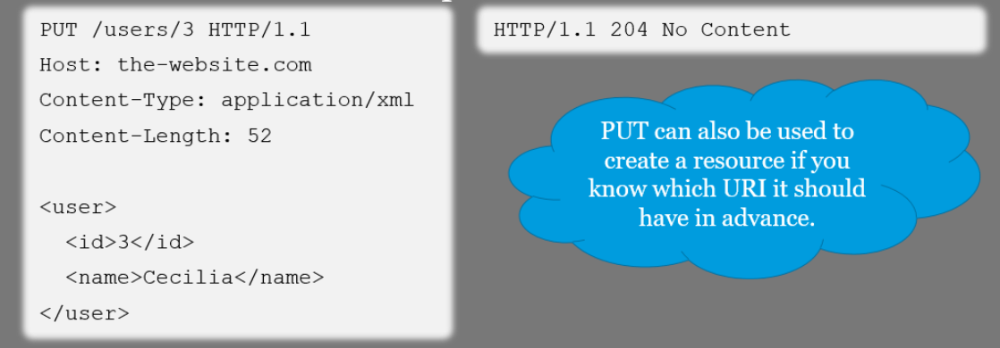 PUT /users/3 HTTP/1.1
Host: the-website.com
Content-Type: application/xml
Content-Length: 52

<user>
  <id>3</id>
  <name>Cecilia</name>
</user>
HTTP/1.1 204 No Content
PUT can also be used to
create a resource if you
know which URI it should
have in advance.